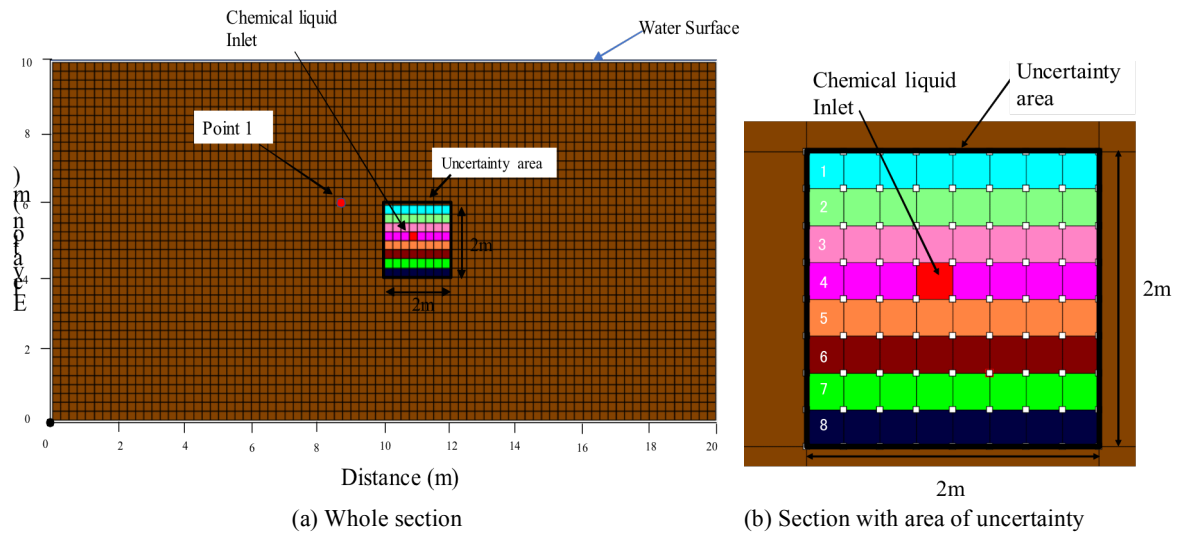 Chemical liquid
Inlet
Water Surface
Point 1
Uncertainty area
2m
2m
10
8
6
4
2
0
Elevation (m)
0
2
4
6
8
10
12
14
16
18
20
Distance (m)
(a) Whole section
Chemical liquid
Inlet
Uncertainty
area
1
2
3
4
5
6
7
8
2m
2m
(b) Section with area of uncertainty